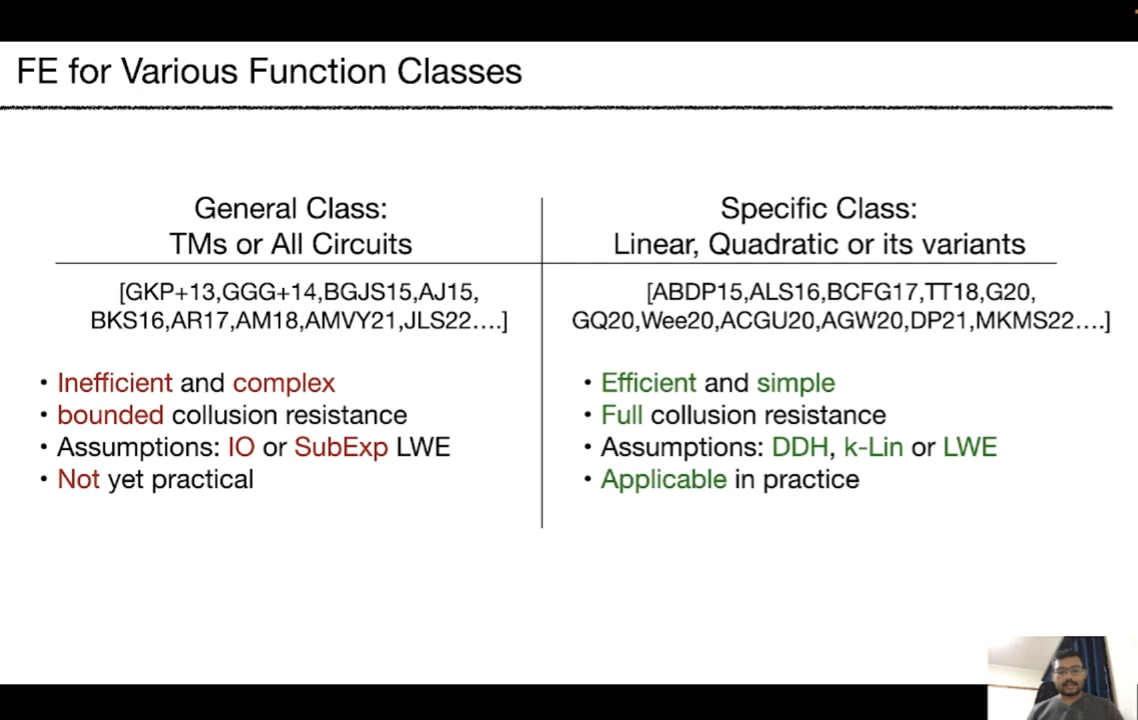 FE for Various Function Classes
General Class:
TMs or All Circuits
[GKP+13,GGG+14,BGJS15,AJ15,
BKS16,AR17,AM18,AMVY21,JLS22....]
• Inefficient and complex
• bounded collusion resistance
• Assumptions: IO or SubExp LWE
• Not yet practical
Specific Class:
Linear, Quadratic or its variants
[ABDP15,ALS16,BCFG17,TT18,G20,
GQ20,Wee20,ACGU20,AGW20,DP21,MKMS22....]
• Efficient and simple
• Full collusion resistance
• Assumptions: DDH, k-Lin or LWE
• Applicable in practice